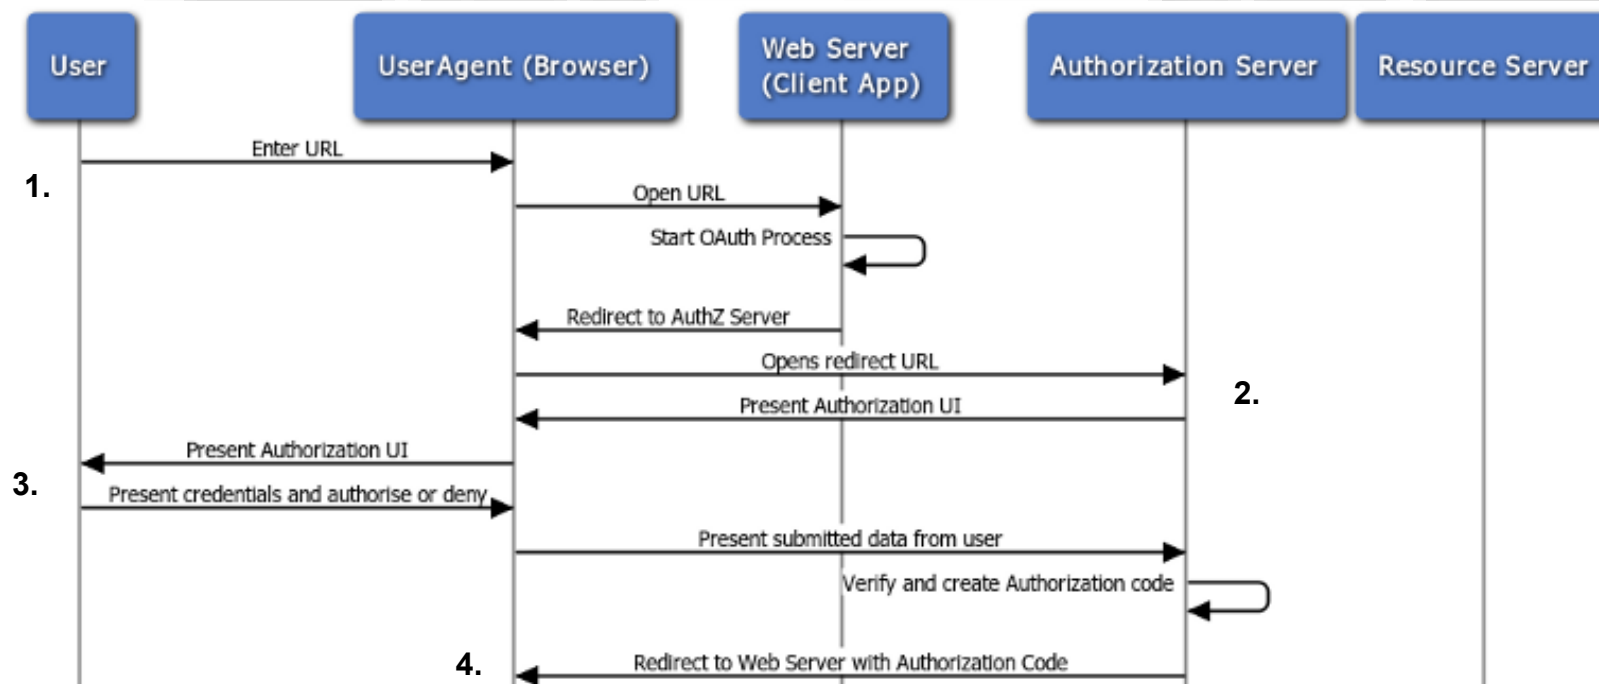 User
UserAgent (Browser)
Web Server
(Client App)
Authorization Server
Resource Server
Enter URL
1.
Open URL
Start OAuth Process
Redirect to AuthZ Server
Opens redirect URL
2.
Present Authorization UI
Present Authorization UI
3.
Present credentials and authorise or deny
Present submitted data from user
Verify and create Authorization code
4.
Redirect to Web Server with Authorization Code